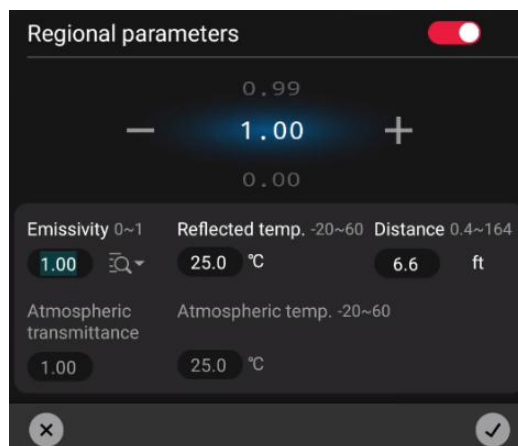 Regional parameters
0.99
1.00
0.00
Emissivity 0~1 Reflected temp. -20~60 Distance 0.4~164
1.00 25.0 °C 6.6 ft
Atmospheric Atmospheric temp. -20~60
transmittance
1.00 25.0 °C